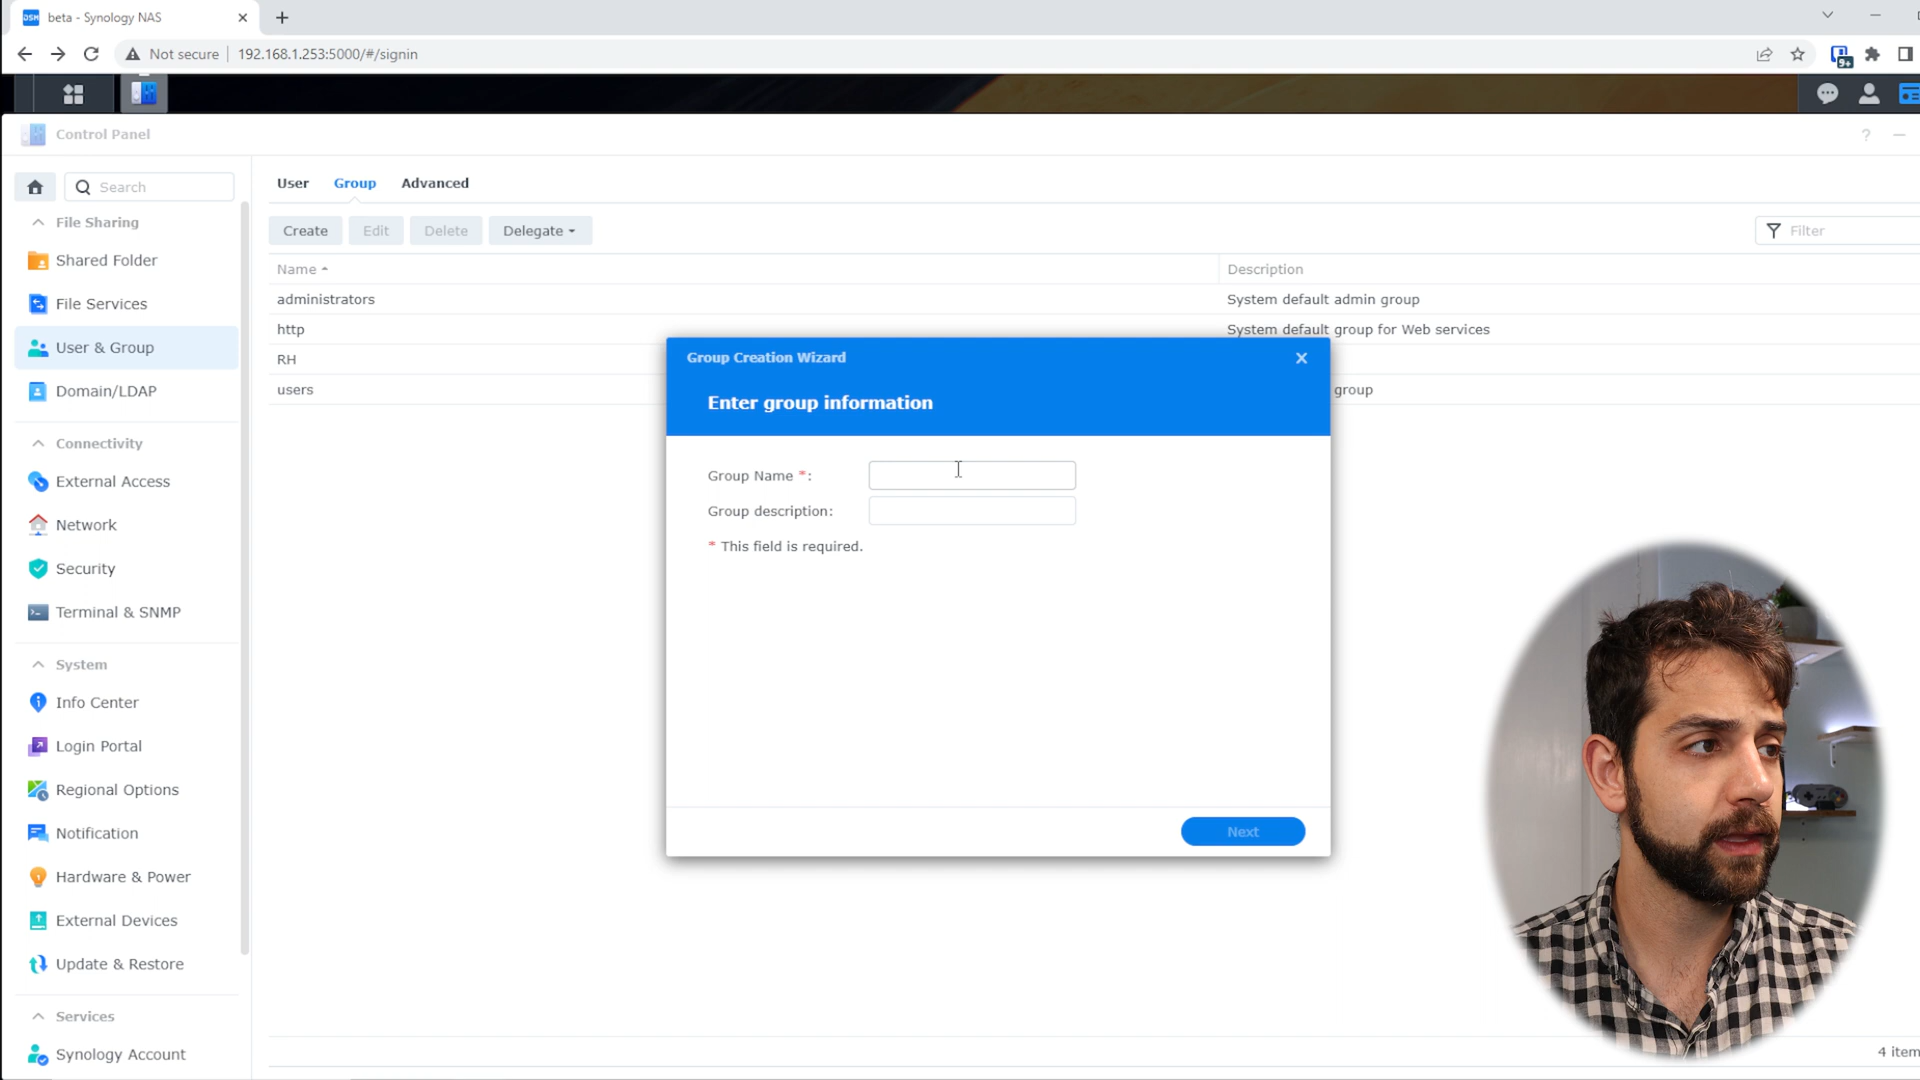 beta - Synology NAS
Not secure
192.168.1.253:5000/#/signin
9+
Control Panel
?
Search
File Sharing
Shared Folder
File Services
User & Group
Domain/LDAP
Connectivity
External Access
Network
Security
Terminal & SNMP
System
Info Center
Login Portal
Regional Options
Notification
Hardware & Power
External Devices
Update & Restore
Services
Synology Account
User Group Advanced
Create Edit Delete Delegate
Filter
Name Description
administrators System default admin group
http System default group for Web services
RH
users group
Group Creation Wizard
Enter group information
Group Name *:
Group description:
* This field is required.
Next
4 item